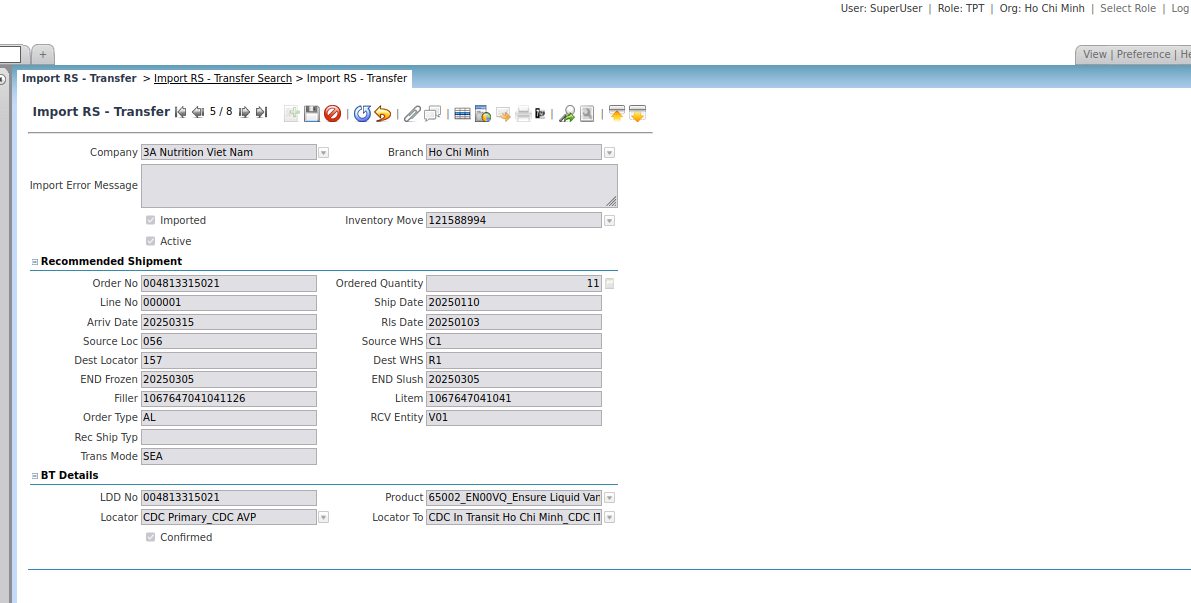 User: SuperUser | Role: TPT | Org: Ho Chi Minh | Select Role | Log
+
View | Preference | He
Import RS - Transfer > Import RS - Transfer Search > Import RS - Transfer
Import RS - Transfer 5 / 8
Company 3A Nutrition Viet Nam Branch Ho Chi Minh
Import Error Message
Imported Inventory Move 121588994
Active
Recommended Shipment
Order No 004813315021 Ordered Quantity 11
Line No 000001 Ship Date 20250110
Arriv Date 20250315 Rls Date 20250103
Source Loc 056 Source WHS C1
Dest Locator 157 Dest WHS R1
END Frozen 20250305 END Slush 20250305
Filler 1067647041041126 Litem 1067647041041
Order Type AL RCV Entity V01
Rec Ship Typ
Trans Mode SEA
BT Details
LDD No 004813315021 Product 65002_EN00VQ_Ensure Liquid Van
Locator CDC Primary_CDC AVP Locator To CDC In Transit Ho Chi Minh_CDC IT
Confirmed